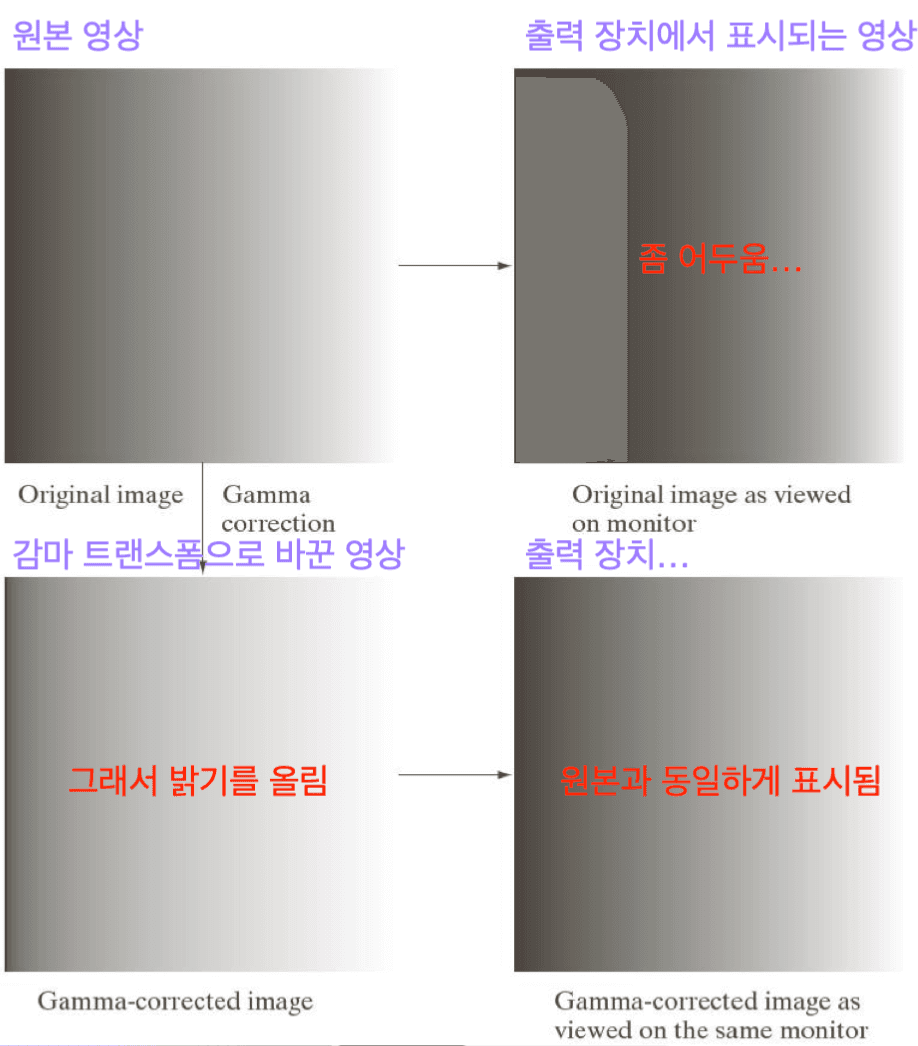 원본 영상
출력 장치에서 표시되는 영상
좀 어두움...
Original image
Gamma
correction
Original image as viewed
on monitor
감마 트랜스폼으로 바꾼 영상
출력 장치...
그래서 밝기를 올림
원본과 동일하게 표시됨
Gamma-corrected image
Gamma-corrected image as
viewed on the same monitor